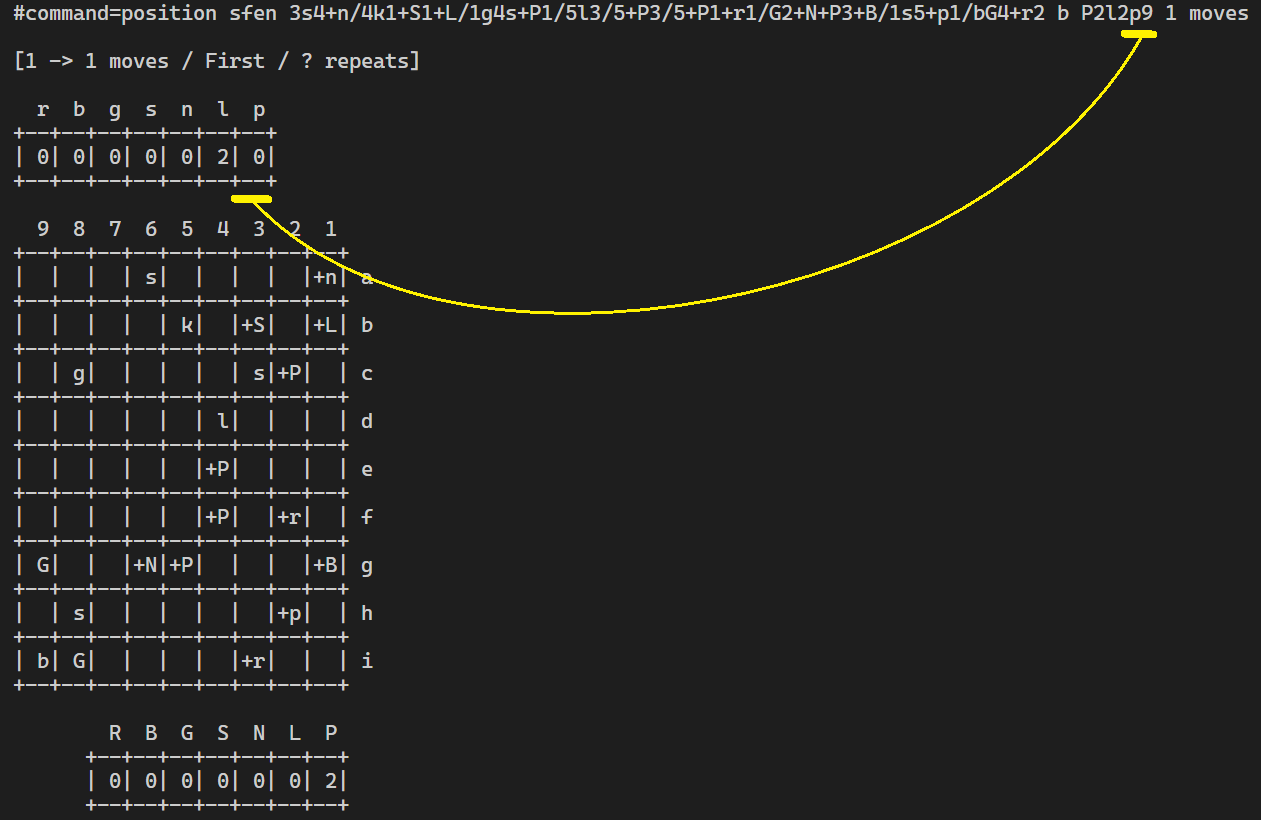 #command=position sfen 3s4+n/4k1+S1+L/1g4s+P1/5l3/5+P3/5+P1+r1/G2+N+P3+B/1s5+p1/bG4+r2 b P2l2p9 1 moves
[1 -> 1 moves / First / ? repeats]
r b g s n l p
+--+--+--+--+--+--+--+
| 0| 0| 0| 0| 0| 2| 0|
+--+--+--+--+--+--+--+
9 8 7 6 5 4 3 2 1
+--+--+--+--+--+--+--+--+--+
| | | | s| | | | |+n| a
+--+--+--+--+--+--+--+--+--+
| | | | | k| |+S| |+L| b
+--+--+--+--+--+--+--+--+--+
| | g| | | | | s|+P| | c
+--+--+--+--+--+--+--+--+--+
| | | | | | l| | | | d
+--+--+--+--+--+--+--+--+--+
| | | | | |+P| | | | e
+--+--+--+--+--+--+--+--+--+
| | | | | |+P| |+r| | f
+--+--+--+--+--+--+--+--+--+
| G| | |+N|+P| | | |+B| g
+--+--+--+--+--+--+--+--+--+
| | s| | | | | |+p| | h
+--+--+--+--+--+--+--+--+--+
| b| G| | | | |+r| | | i
+--+--+--+--+--+--+--+--+--+
R B G S N L P
+--+--+--+--+--+--+--+
| 0| 0| 0| 0| 0| 0| 2|
+--+--+--+--+--+--+--+